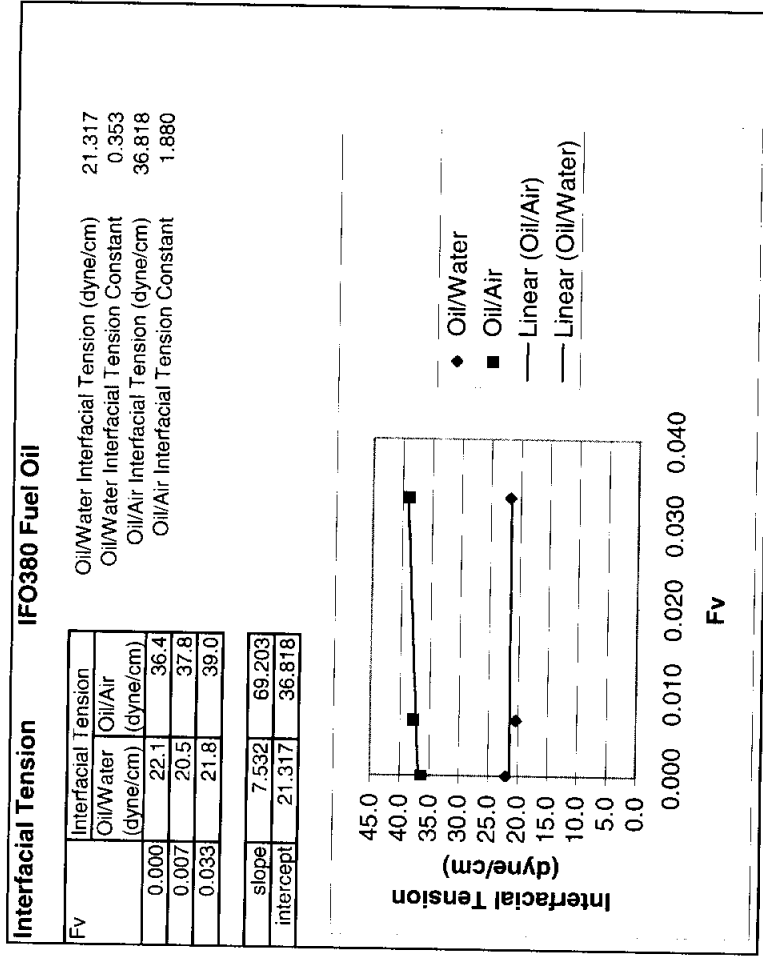 Interfacial Tension IFO380 Fuel Oil
Fv Interfacial Tension
Oil/Water Oil/Air
(dyne/cm) (dyne/cm)
0.000 22.1 36.4
0.007 20.5 37.8
0.033 21.8 39.0
slope 7.532 69.203
intercept 21.317 36.818
Oil/Water Interfacial Tension (dyne/cm) 21.317
Oil/Water Interfacial Tension Constant 0.353
Oil/Air Interfacial Tension (dyne/cm) 36.818
Oil/Air Interfacial Tension Constant 1.880
Interfacial Tension
(dyne/cm)
45.0
40.0
35.0
30.0
25.0
20.0
15.0
10.0
5.0
0.0
0.000 0.010 0.020 0.030 0.040
Fv
Oil/Water
Oil/Air
Linear (Oil/Air)
Linear (Oil/Water)